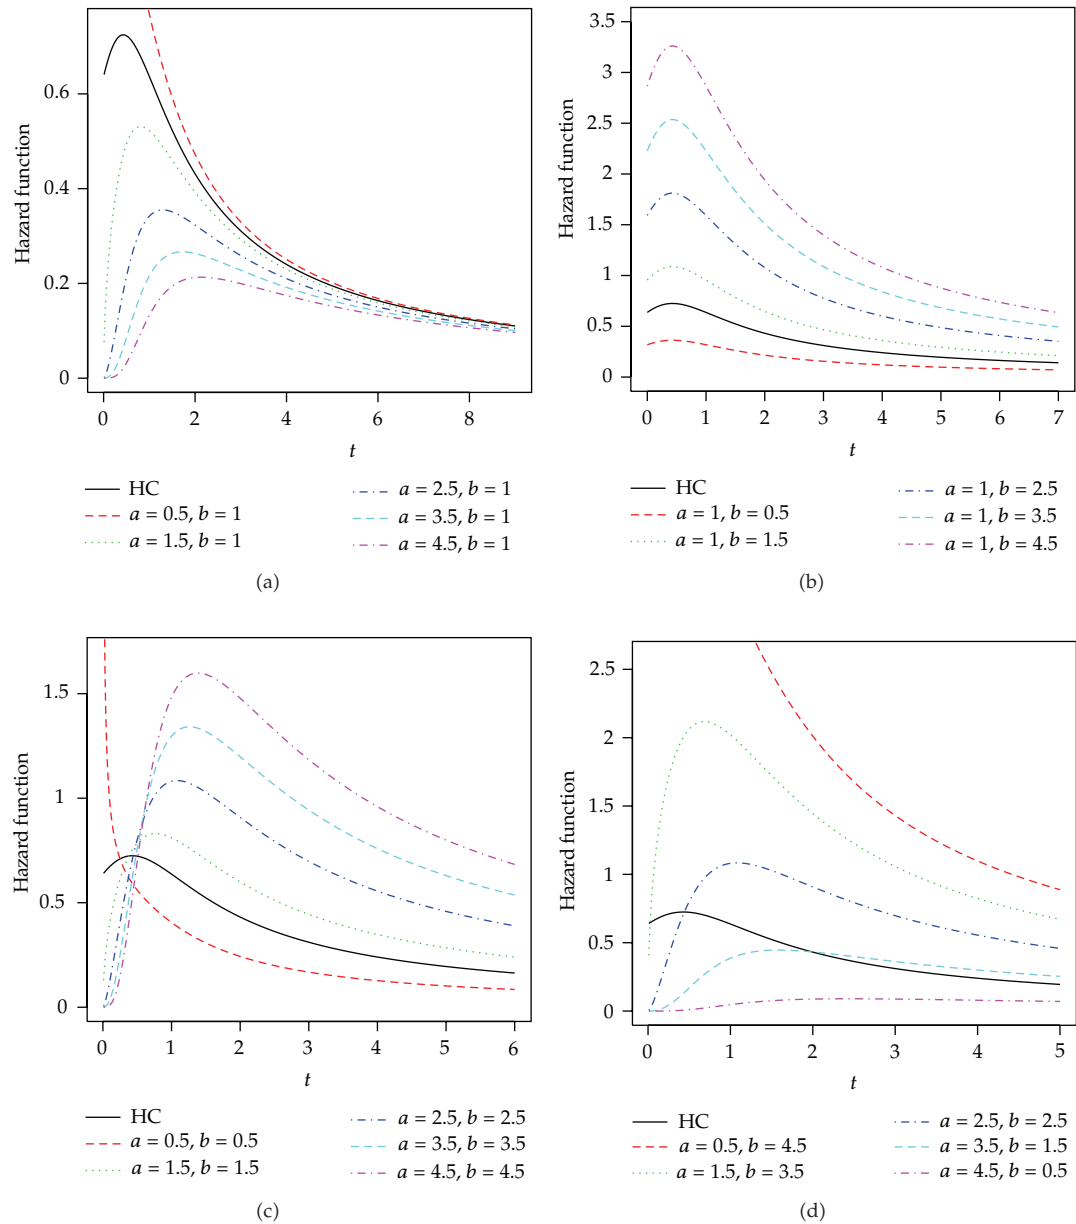 Hazard function
0.6
0.4
0.2
0
0 2 4 6 8
t
HC
a = 0.5, b = 1
a = 1.5, b = 1
a = 2.5, b = 1
a = 3.5, b = 1
a = 4.5, b = 1
(a)
Hazard function
3.5
3
2.5
2
1.5
1
0.5
0
0 1 2 3 4 5 6 7
t
HC
a = 1, b = 0.5
a = 1, b = 1.5
a = 1, b = 2.5
a = 1, b = 3.5
a = 1, b = 4.5
(b)
Hazard function
1.5
1
0.5
0
0 1 2 3 4 5 6
t
HC
a = 0.5, b = 0.5
a = 1.5, b = 1.5
a = 2.5, b = 2.5
a = 3.5, b = 3.5
a = 4.5, b = 4.5
(c)
Hazard function
2.5
2
1.5
1
0.5
0
0 1 2 3 4 5
t
HC
a = 0.5, b = 4.5
a = 1.5, b = 3.5
a = 2.5, b = 2.5
a = 3.5, b = 1.5
a = 4.5, b = 0.5
(d)